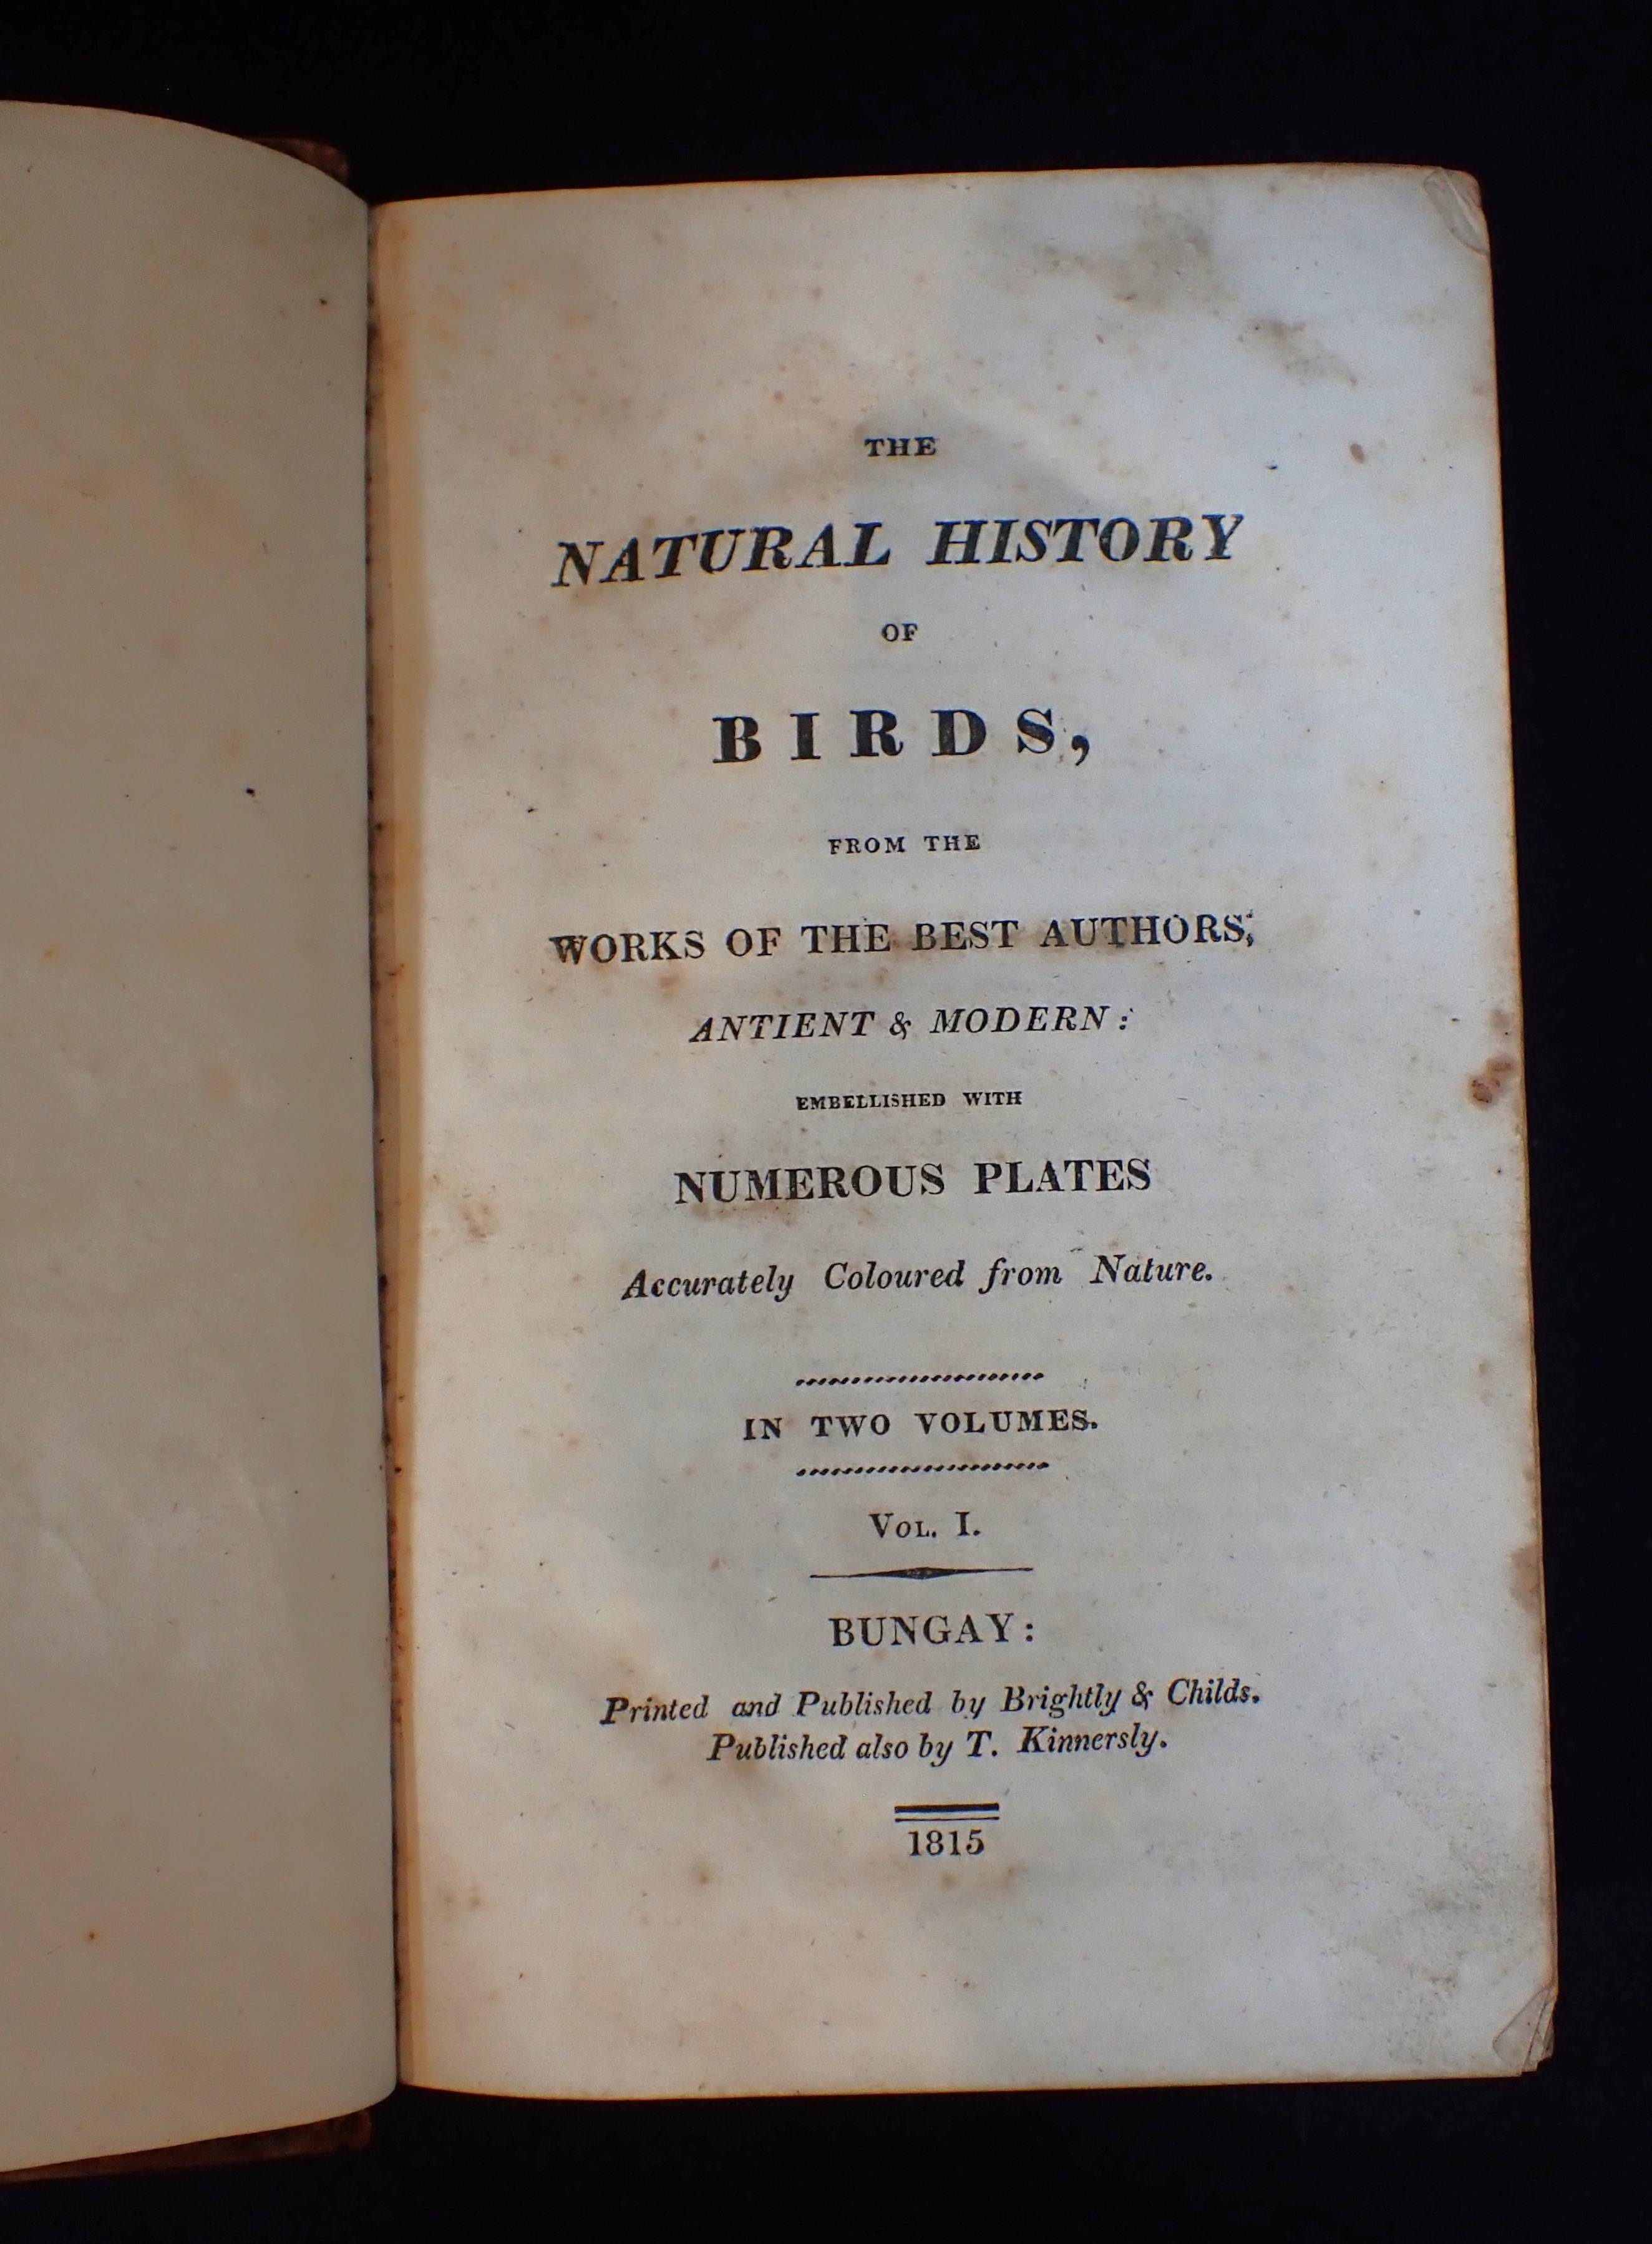 THE
NATURAL HISTORY
OF
BIRDS,
FROM THE
WORKS OF THE BEST AUTHORS,
ANTIENT & MODERN:
EMBELLISHED WITH
NUMEROUS PLATES
Accurately Coloured from Nature.
IN TWO VOLUMES.
VOL. I.
BUNGAY:
Printed and Published by Brightly & Childs.
Published also by T. Kinnersly.
1815